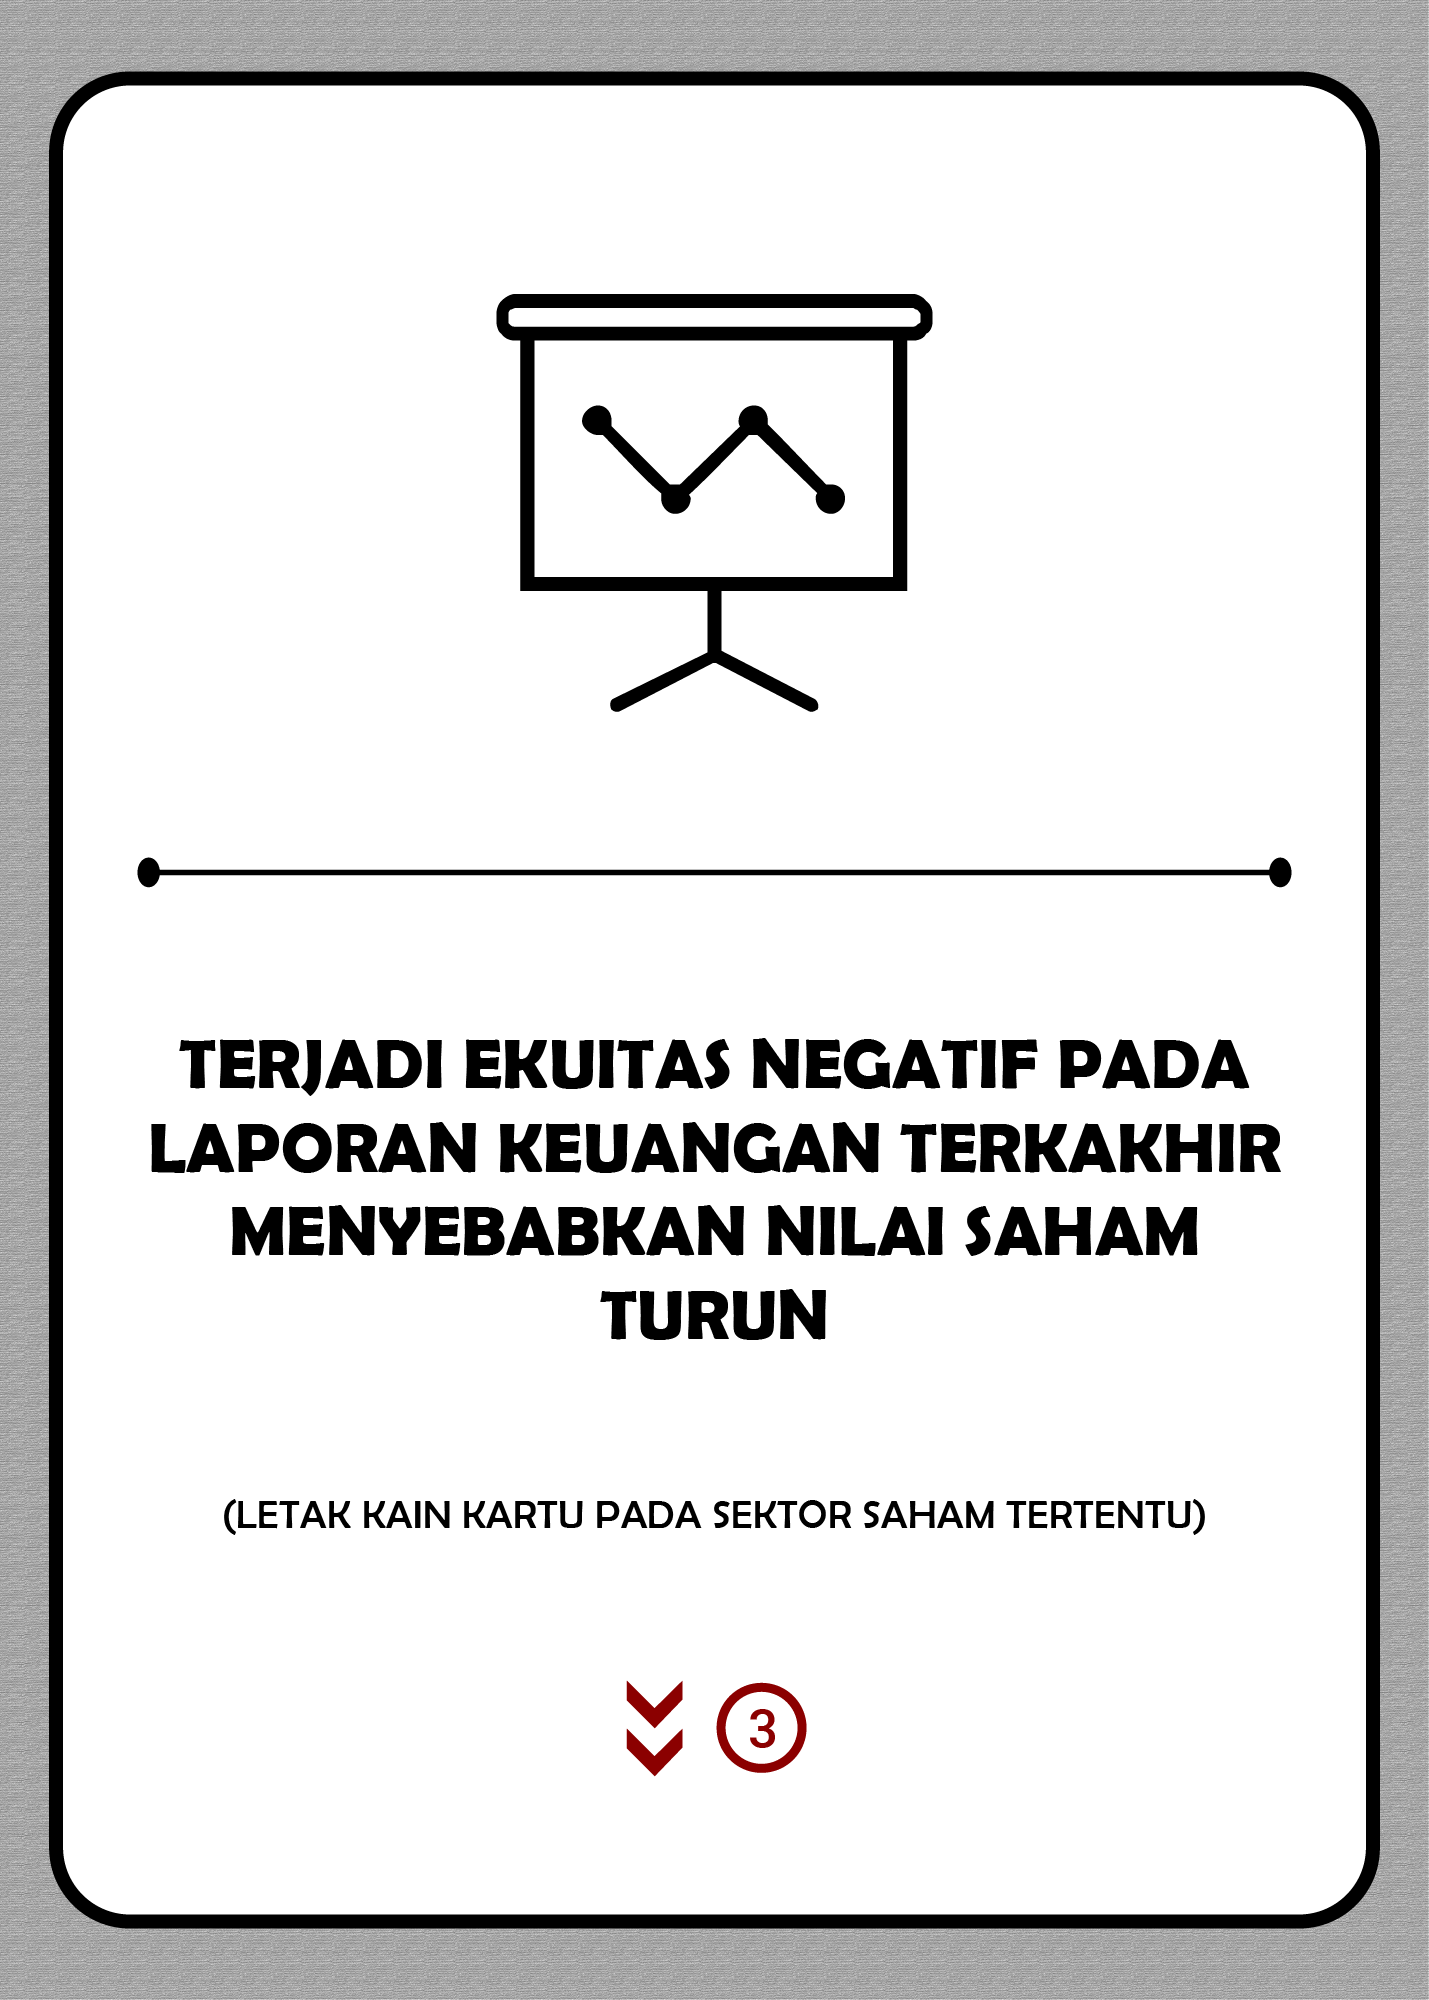 TERJADI EKUITAS NEGATIF PADA
LAPORAN KEUANGAN TERKAKHIR
MENYEBABKAN NILAI SAHAM
TURUN
(LETAK KAIN KARTU PADA SEKTOR SAHAM TERTENTU)
3